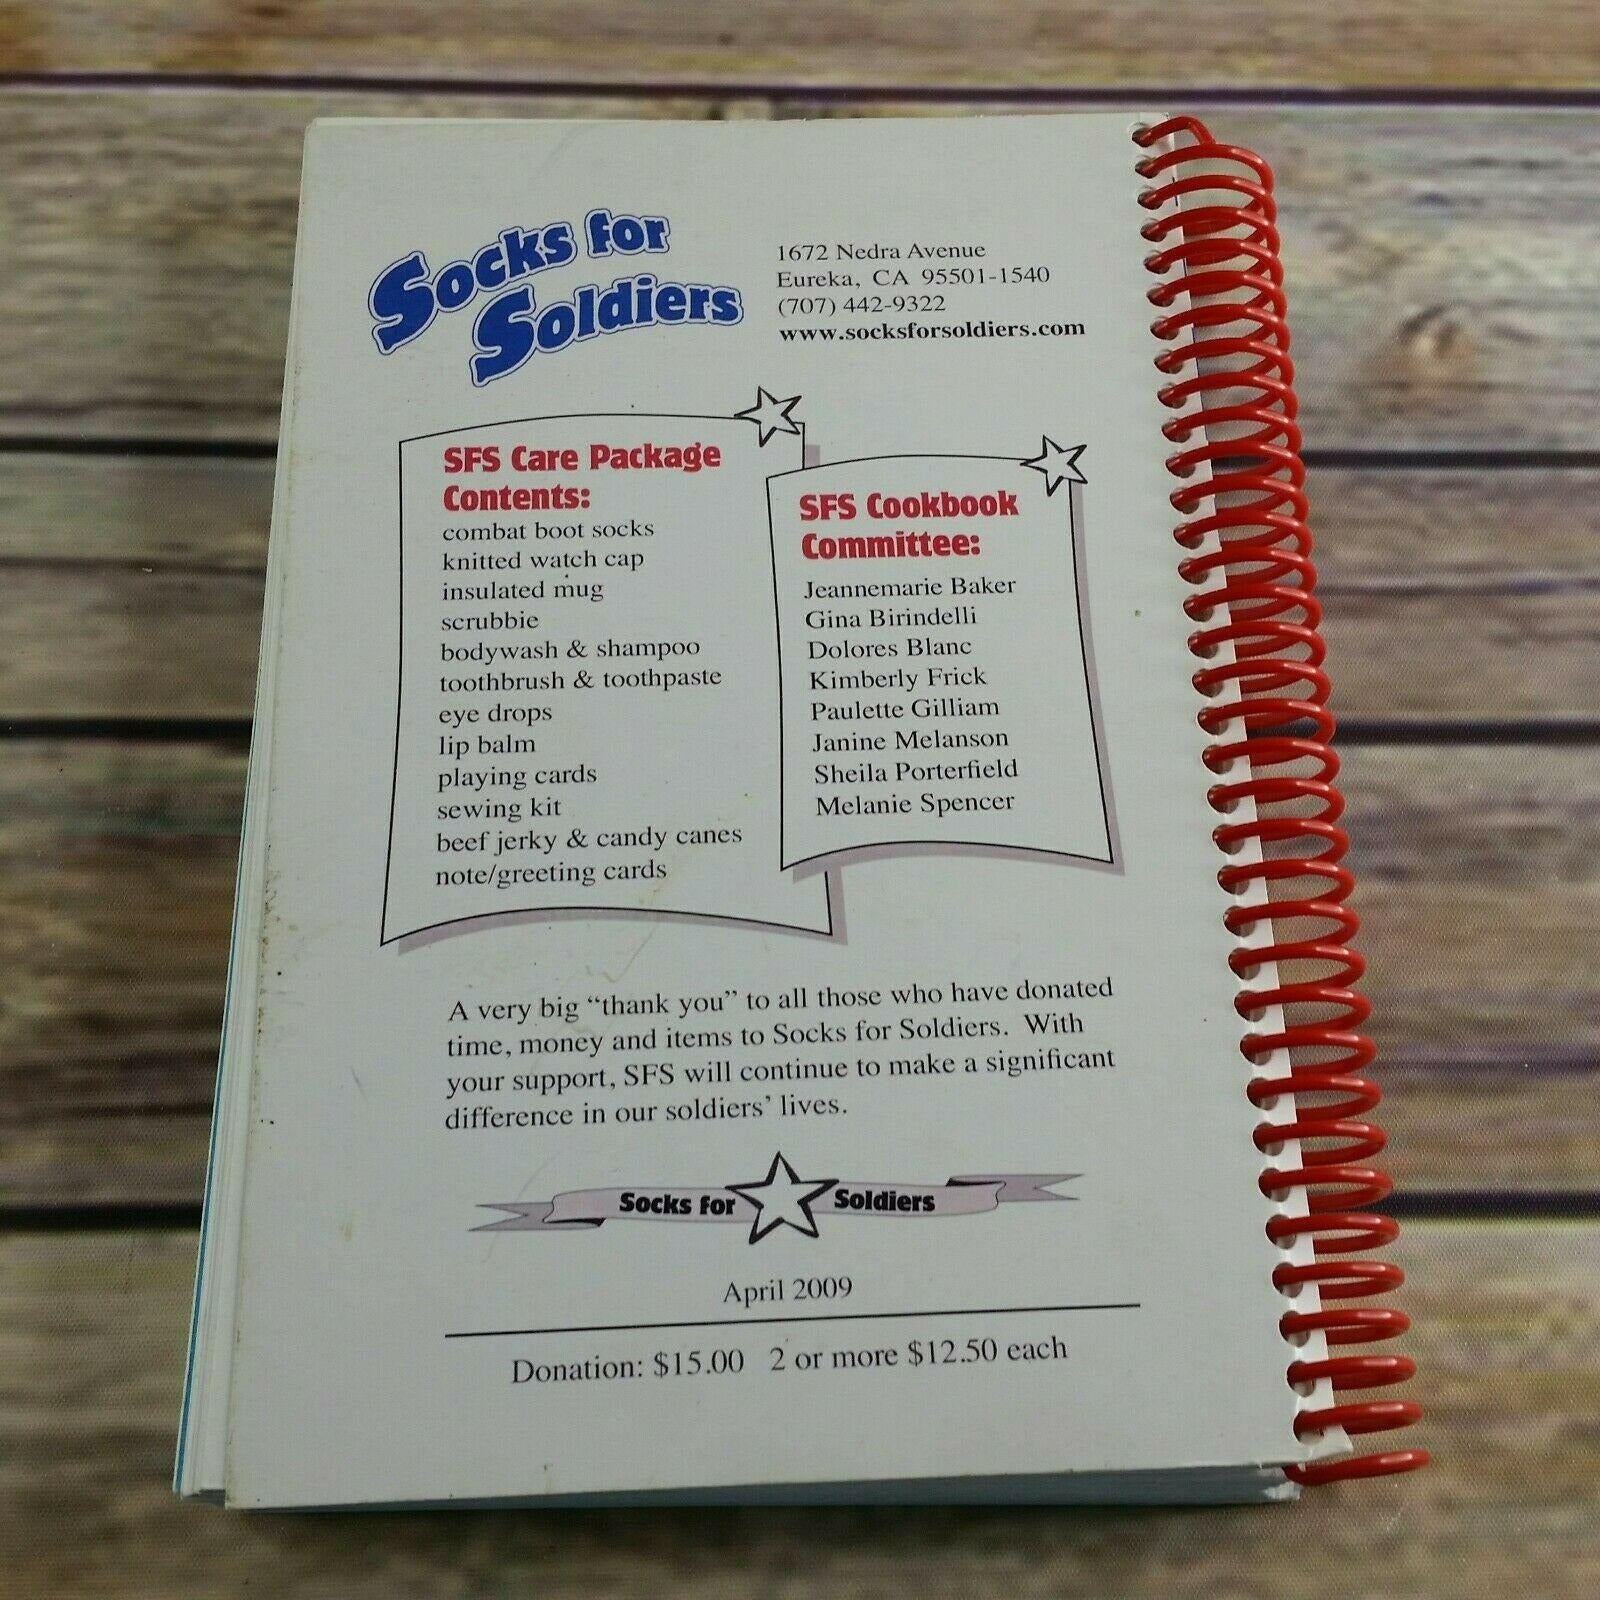 Socks for
Soldiers
1672 Nedra Avenue
Eureka, CA 95501-1540
(707) 442-9322
www.socksforsoldiers.com
SFS Care Package
Contents:
combat boot socks
knitted watch cap
insulated mug
scrubbie
bodywash & shampoo
toothbrush & toothpaste
eye drops
lip balm
playing cards
sewing kit
beef jerky & candy canes
note/greeting cards
SFS Cookbook
Committee:
Jeannemarie Baker
Gina Birindelli
Dolores Blanc
Kimberly Frick
Paulette Gilliam
Janine Melanson
Sheila Porterfield
Melanie Spencer
A very big “thank you” to all those who have donated
time, money and items to Socks for Soldiers. With
your support, SFS will continue to make a significant
difference in our soldiers’ lives.
Socks for Soldiers
April 2009
Donation: $15.00 2 or more $12.50 each